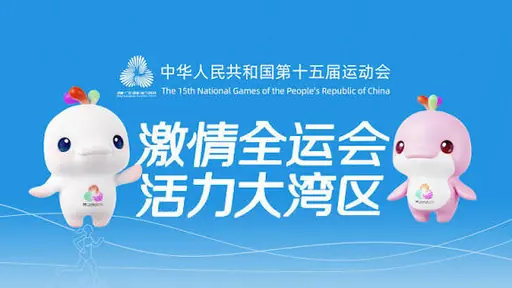 中华人民共和国第十五届运动会
The 15th National Games of the People's Republic of China
激情全运会
活力大湾区